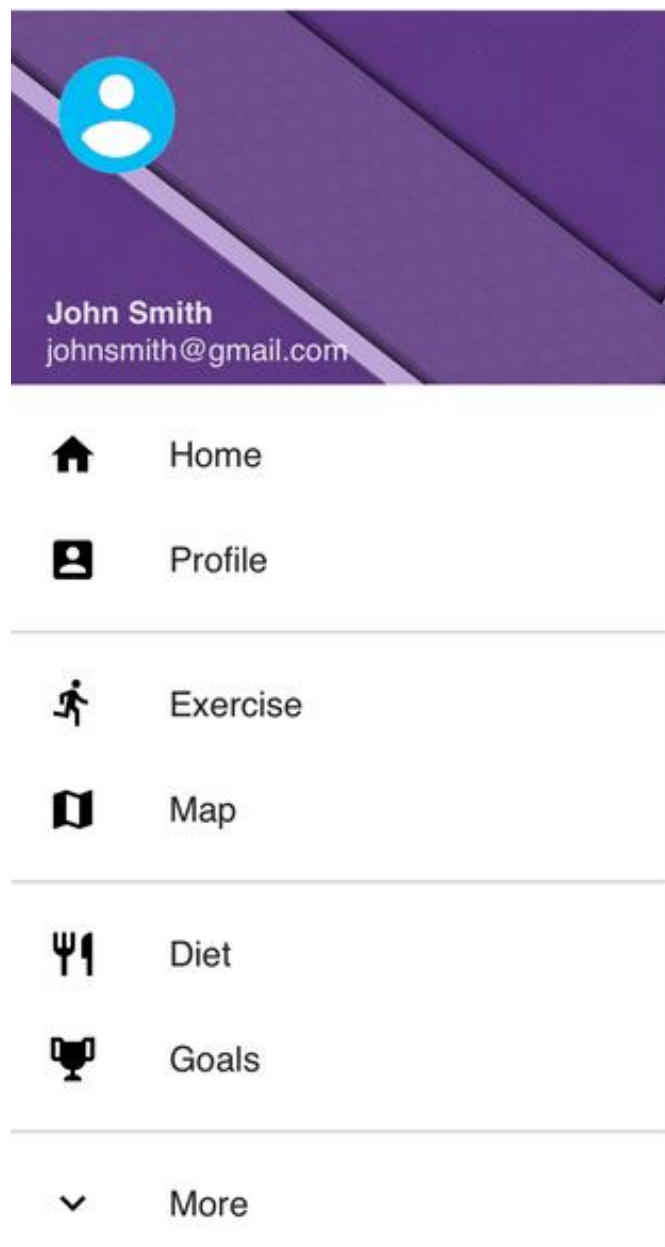 John Smith
johnsmith@gmail.com
Home
Profile
Exercise
Map
Diet
Goals
More